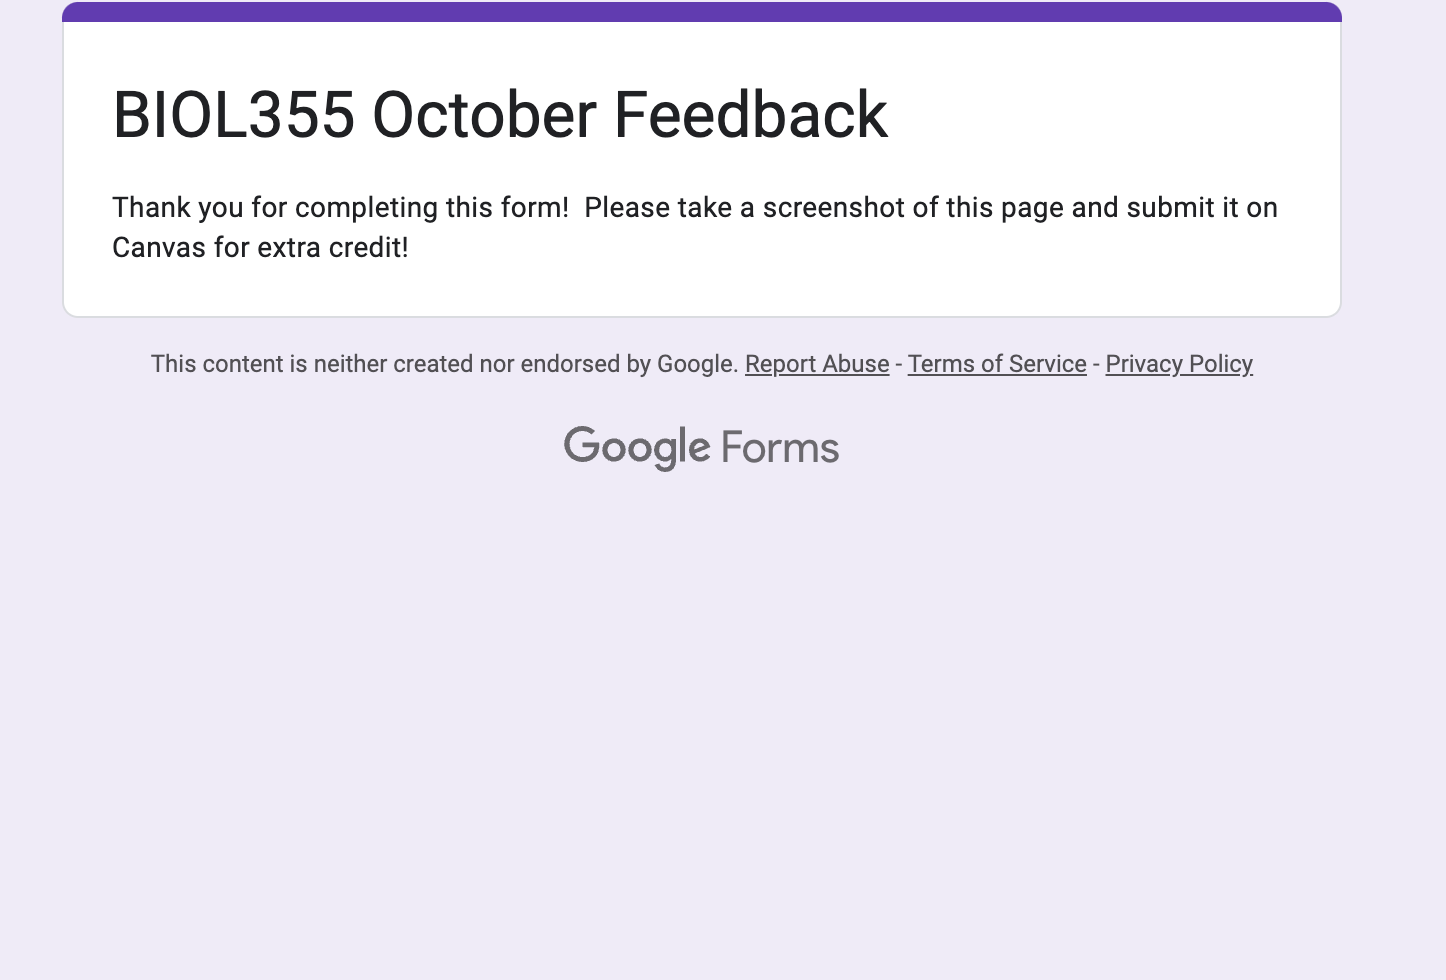 BIOL355 October Feedback
Thank you for completing this form!  Please take a screenshot of this page and submit it on
Canvas for extra credit!
This content is neither created nor endorsed by Google. Report Abuse - Terms of Service - Privacy Policy
Google Forms